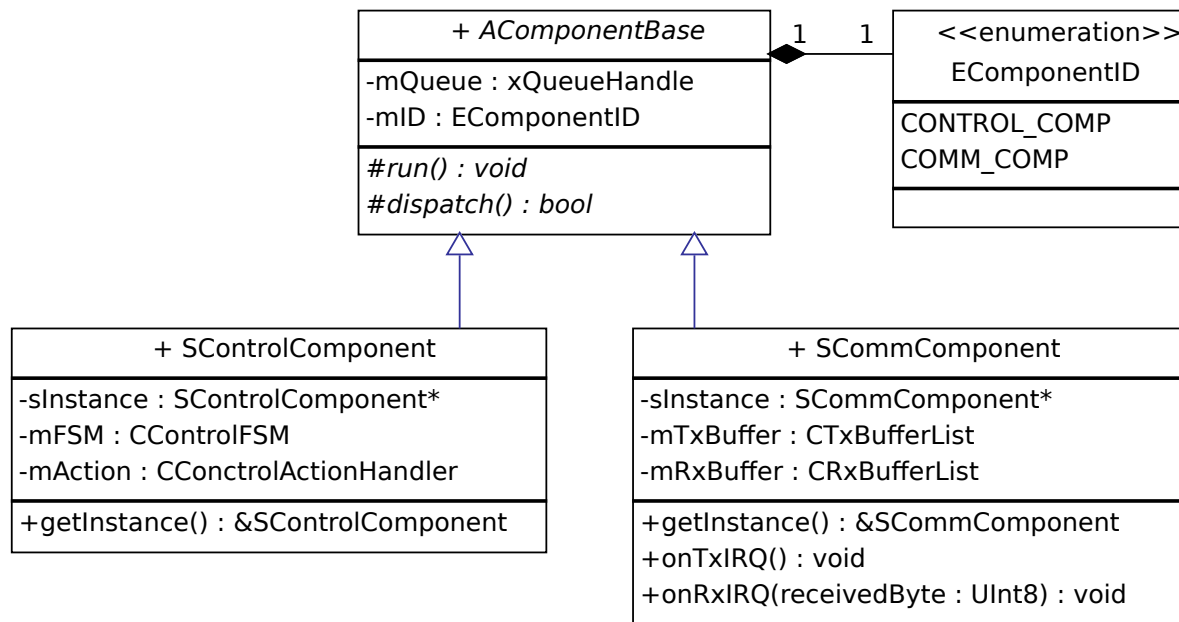 + AComponentBase
-mQueue : xQueueHandle
-mID : EComponentID
#run() : void
#dispatch() : bool
1
1
<<enumeration>>
EComponentID
CONTROL_COMP
COMM_COMP
+ SControlComponent
-sInstance : SControlComponent*
-mFSM : CControlFSM
-mAction : CConctrolActionHandler
+getInstance() : &SControlComponent
+ SCommComponent
-sInstance : SCommComponent*
-mTxBuffer : CTxBufferList
-mRxBuffer : CRxBufferList
+getInstance() : &SCommComponent
+onTxIRQ() : void
+onRxIRQ(receivedByte : UInt8) : void